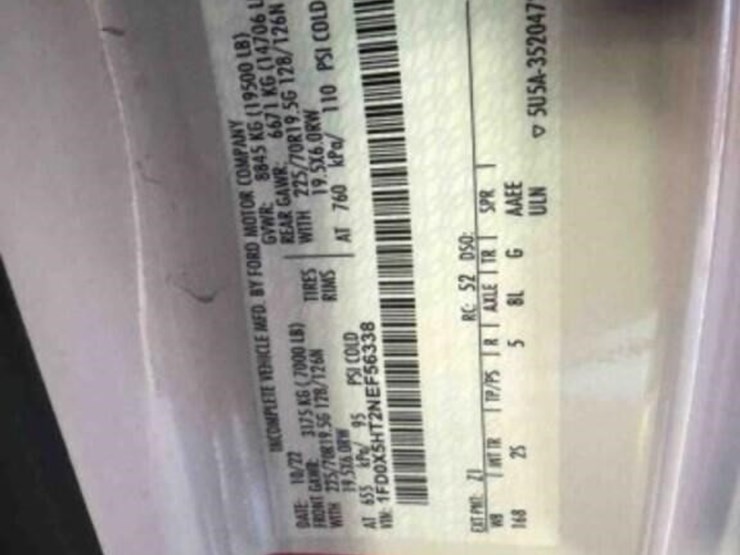 INCOMPLETE VEHICLE MFD. BY FORD MOTOR COMPANY
DATE: 10/22 GVWR: 8845 KG (19500 LB)
FRONT GAWR: 3175 KG (7000 LB) REAR GAWR: 6671 KG (14706
WITH 225/70R19.5G 128/126N TIRES WITH 225/70R19.5G 128/126N
19.5X6.0RW RIMS 19.5X6.0RW
AT 655 kPa/ 95 PSI COLD AT 760 kPa/ 110 PSI COLD
VIN: 1FD0X5HT2NEF56338
EXT PNT: Z1 RC: 52 DSO:
WB INT TR TP/PS R AXLE TR SPR
168 2S 5 8L G AAEE
ULN
▽ 5U5A-3520472